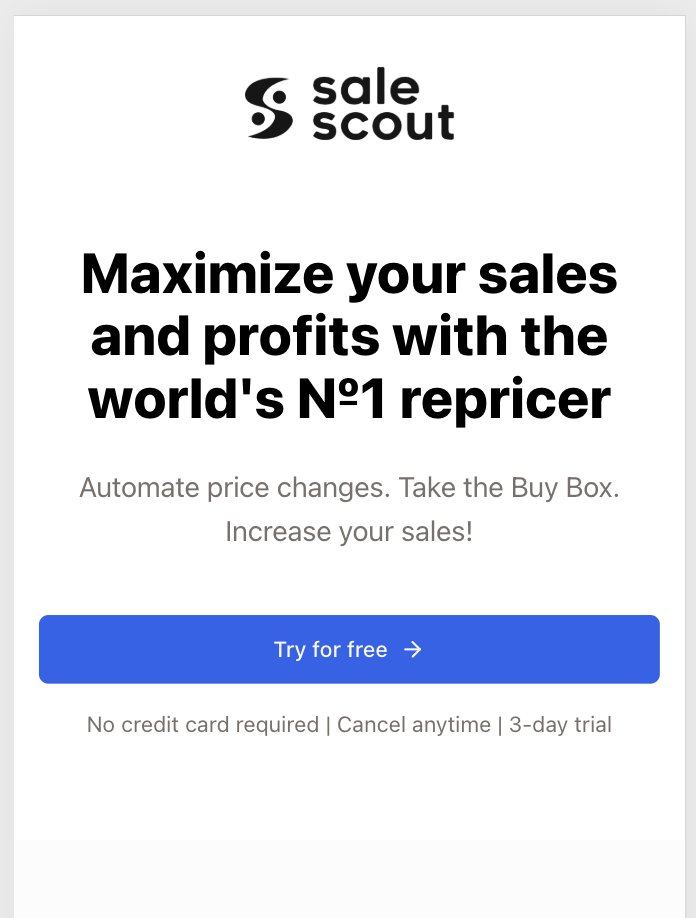 sale
scout
Maximize your sales
and profits with the
world's №1 repricer
Automate price changes. Take the Buy Box.
Increase your sales!
Try for free →
No credit card required | Cancel anytime | 3-day trial